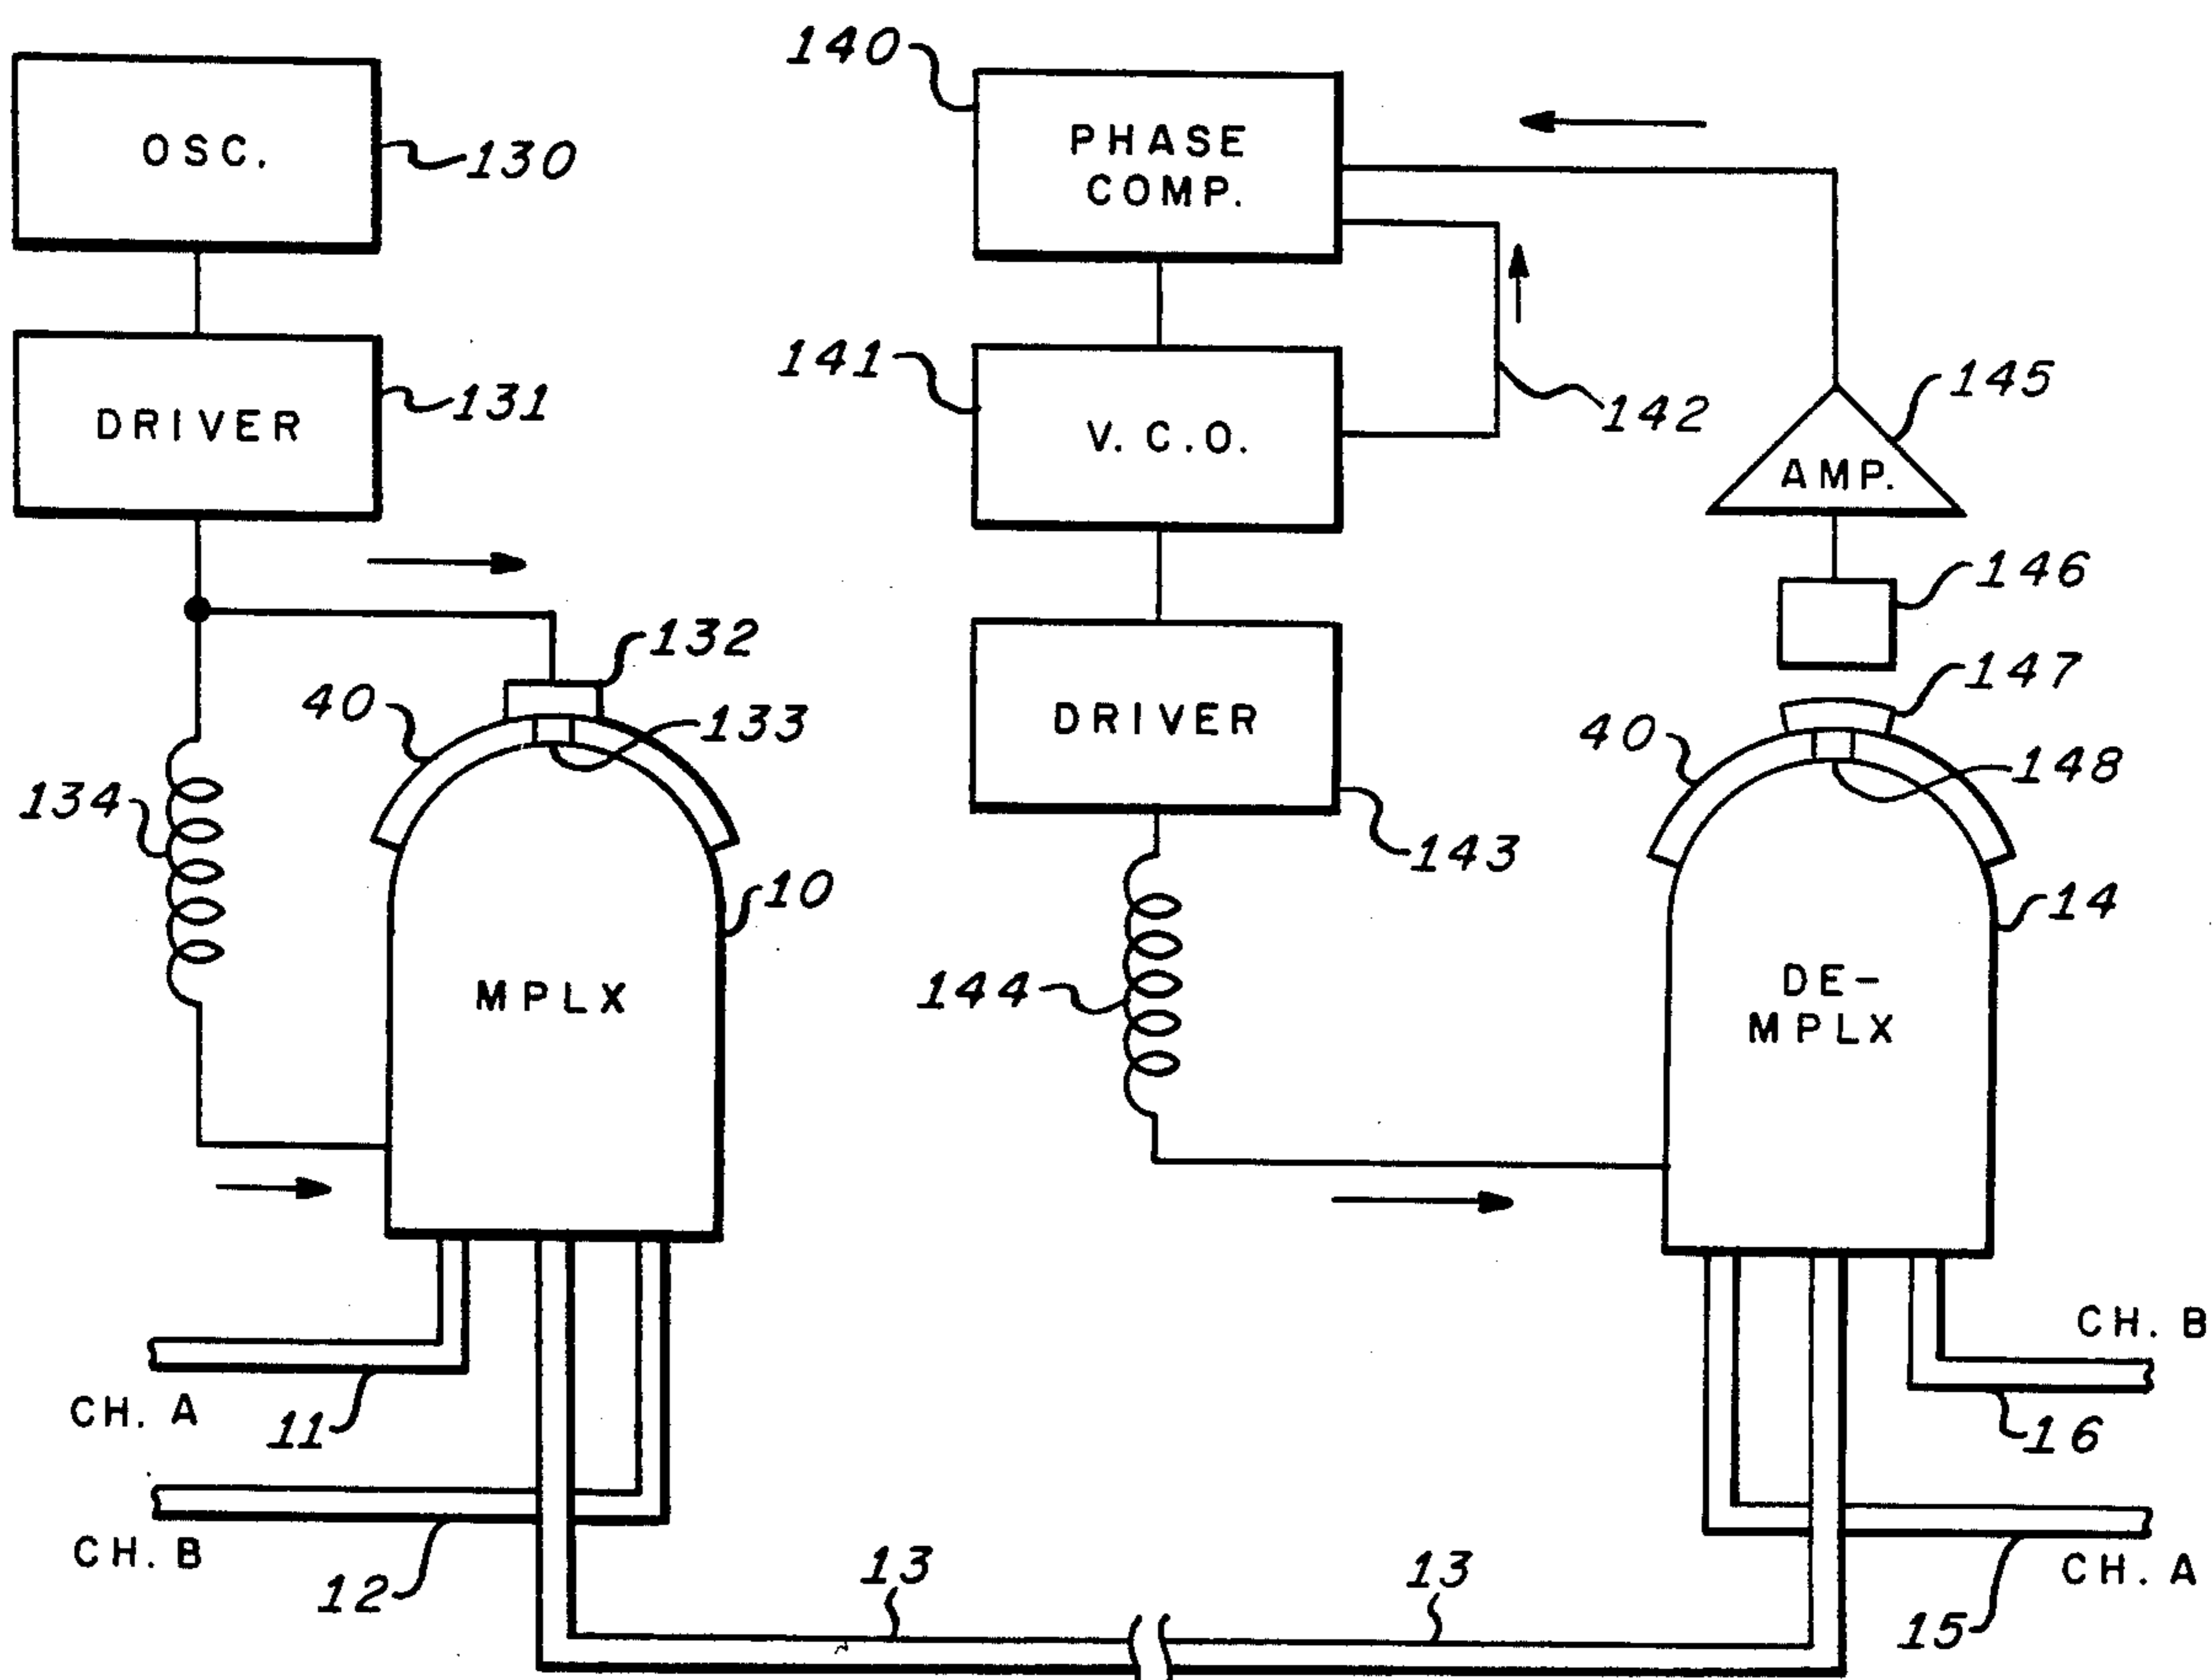 140
OSC.
130
PHASE
COMP.
DRIVER
131
141
V.C.O.
142
145
AMP.
146
132
40
133
134
DRIVER
143
147
40
148
10
14
MPLX
144
DE-
MPLX
CH. A
11
CH. B
16
CH. B
12
13
13
15
CH. A